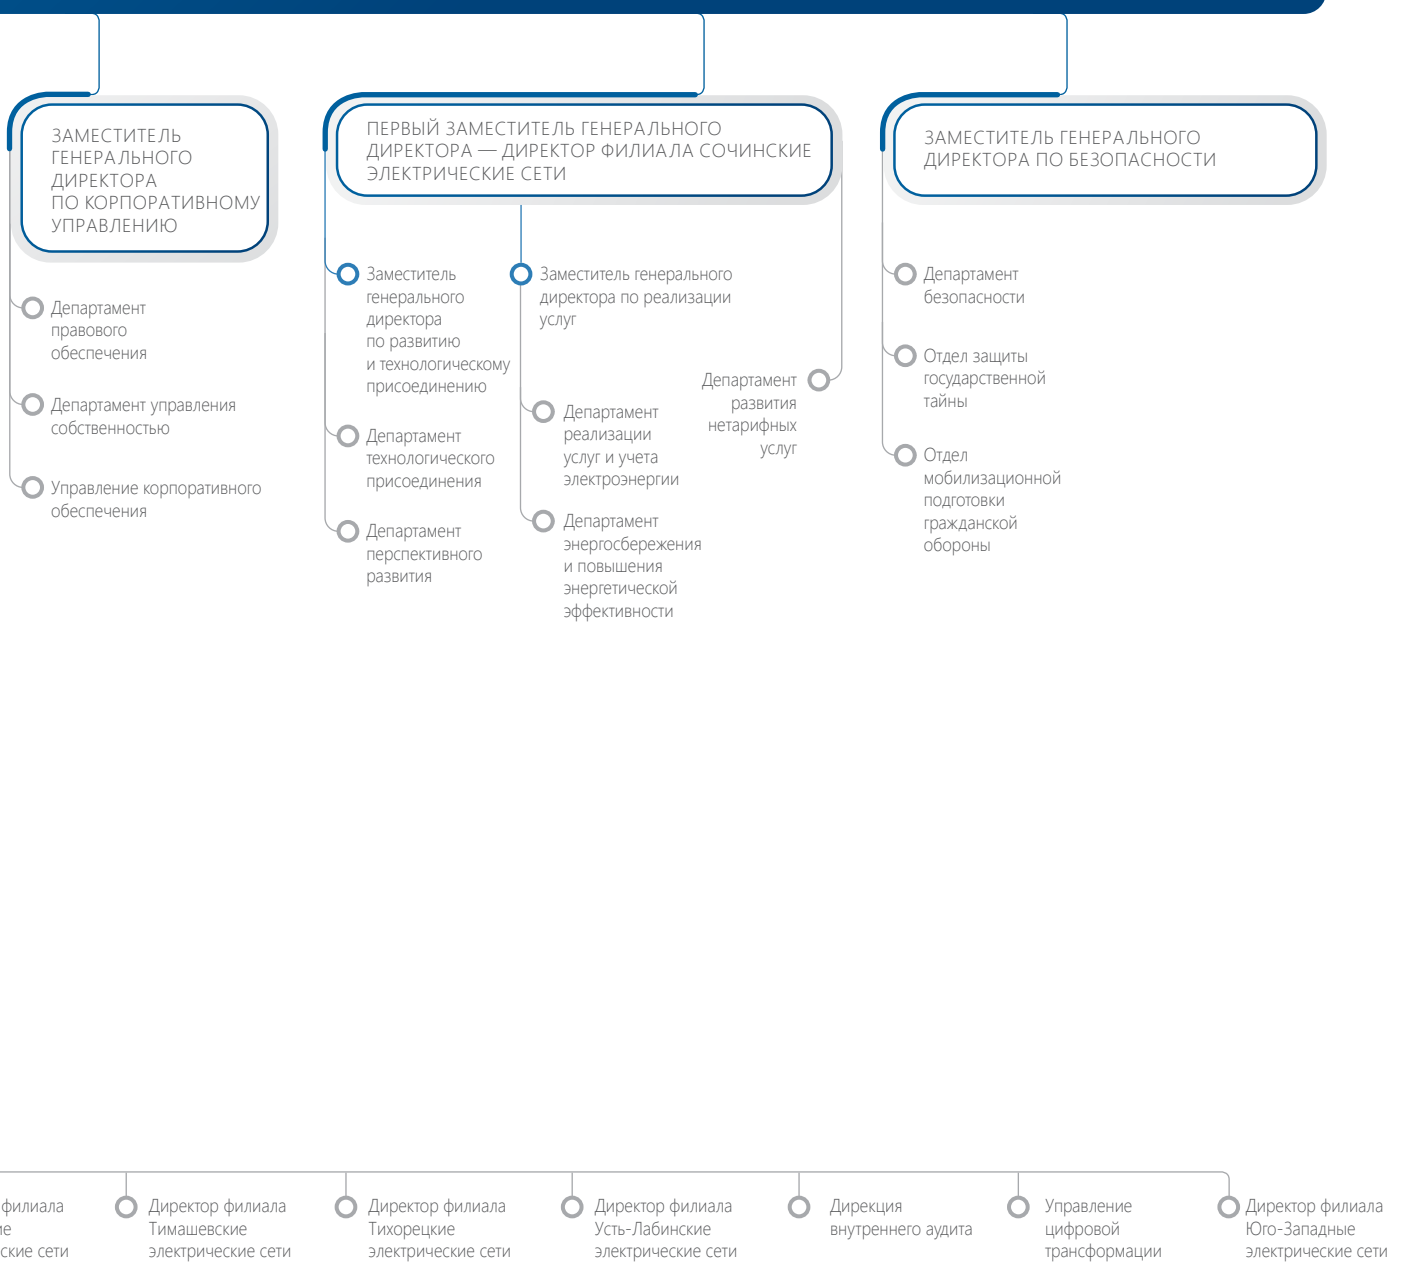 ЗАМЕСТИТЕЛЬ
ГЕНЕРАЛЬНОГО
ДИРЕКТОРА
ПО КОРПОРАТИВНОМУ
УПРАВЛЕНИЮ
Департамент
правового
обеспечения
Департамент управления
собственностью
Управление корпоративного
обеспечения
ПЕРВЫЙ ЗАМЕСТИТЕЛЬ ГЕНЕРАЛЬНОГО
ДИРЕКТОРА — ДИРЕКТОР ФИЛИАЛА СОЧИНСКИЕ
ЭЛЕКТРИЧЕСКИЕ СЕТИ
Заместитель
генерального
директора
по развитию
и технологическому
присоединению
Департамент
технологического
присоединения
Департамент
перспективного
развития
Заместитель генерального
директора по реализации
услуг
Департамент
реализации
услуг и учета
электроэнергии
Департамент
энергосбережения
и повышения
энергетической
эффективности
Департамент
развития
нетарифных
услуг
ЗАМЕСТИТЕЛЬ ГЕНЕРАЛЬНОГО
ДИРЕКТОРА ПО БЕЗОПАСНОСТИ
Департамент
безопасности
Отдел защиты
государственной
тайны
Отдел
мобилизационной
подготовки
гражданской
обороны
филиала
ие
ские сети
Директор филиала
Тимашевские
электрические сети
Директор филиала
Тихорецкие
электрические сети
Директор филиала
Усть-Лабинские
электрические сети
Дирекция
внутреннего аудита
Управление
цифровой
трансформации
Директор филиала
Юго-Западные
электрические сети